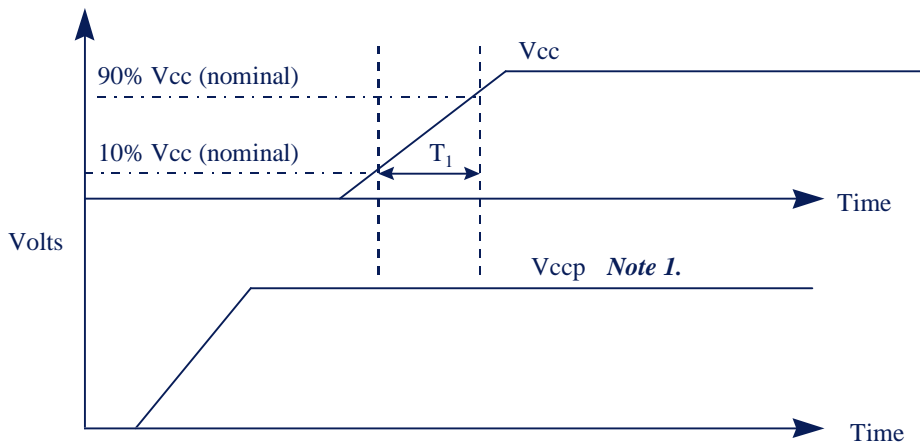 Vcc
90% Vcc (nominal)
10% Vcc (nominal)
T1
Time
Volts
Vccp Note 1.
Time